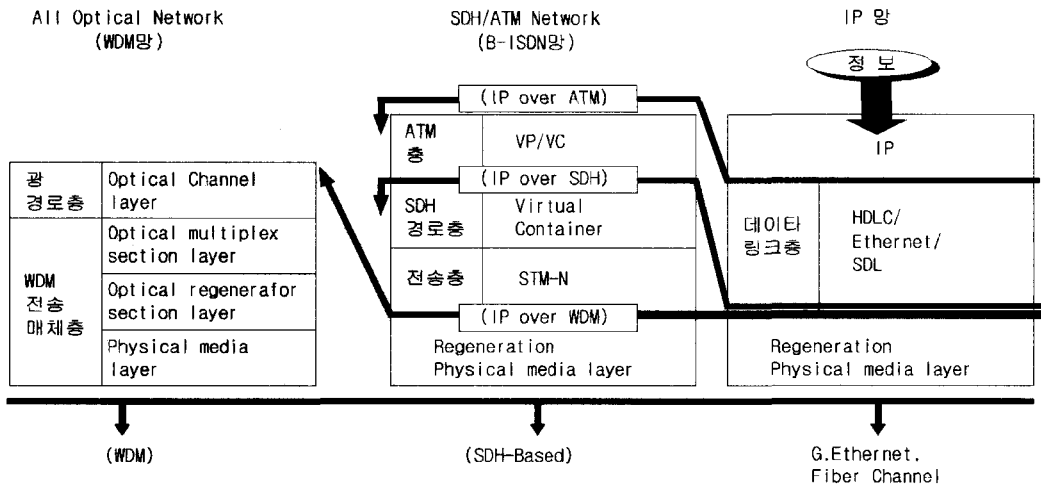 All Optical Network
(WDM망)
SDH/ATM Network
(B-ISDN망)
IP 망
정 보
(IP over ATM)
ATM
층
VP/VC
IP
(IP over SDH)
SDH
경로층
Virtual
Container
전송층
STM-N
(IP over WDM)
Regeneration
Physical media layer
광
경로층
Optical Channel
layer
WDM
전송
매체층
Optical multiplex
section layer
Optical regenerafor
section layer
Physical media
layer
데이타
링크층
HDLC/
Ethernet/
SDL
Regeneration
Physical media layer
(WDM)
(SDH-Based)
G.Ethernet.
Fiber Channel